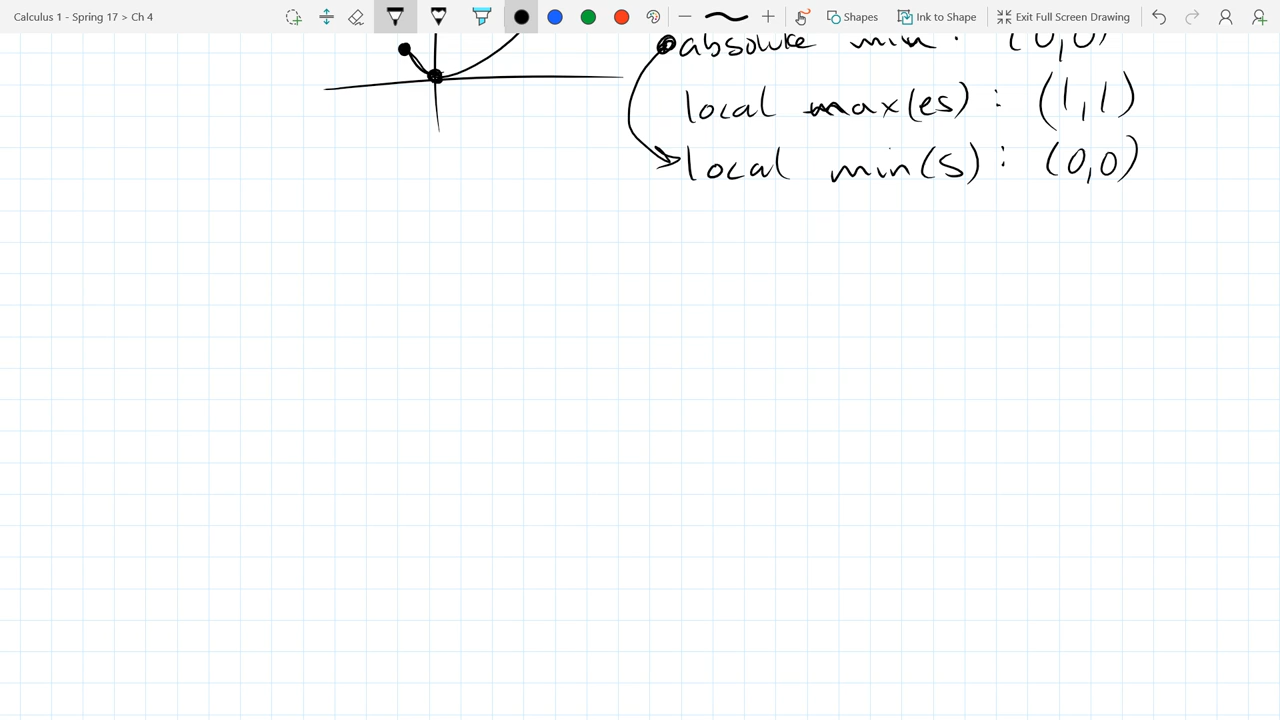 Calculus 1 - Spring 17 > Ch 4
Shapes
Ink to Shape
Exit Full Screen Drawing
absolute min : (0,0)
local max(es) : (1,1)
local min(s) : (0,0)